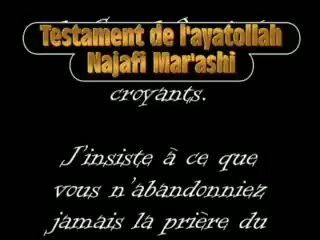 Testament de l'ayatollah
Najafi Mar'ashi
croyants.
J'insiste à ce que
vous n'abandonniez
jamais la prière du